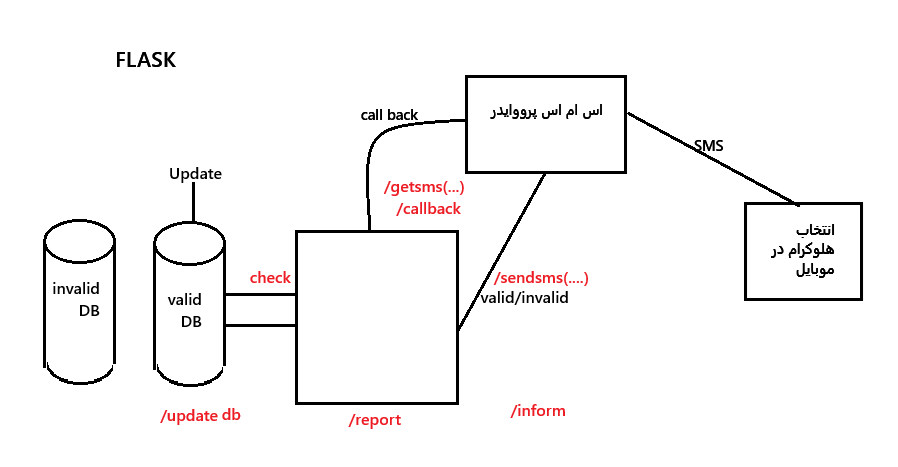 FLASK
اس ام اس پرووایدر
call back
SMS
Update
/getsms(...)
/callback
انتخاب
هلوکرام در
موبایل
check
/sendsms(....)
valid/invalid
invalid
DB
valid
DB
/update db
/report
/inform